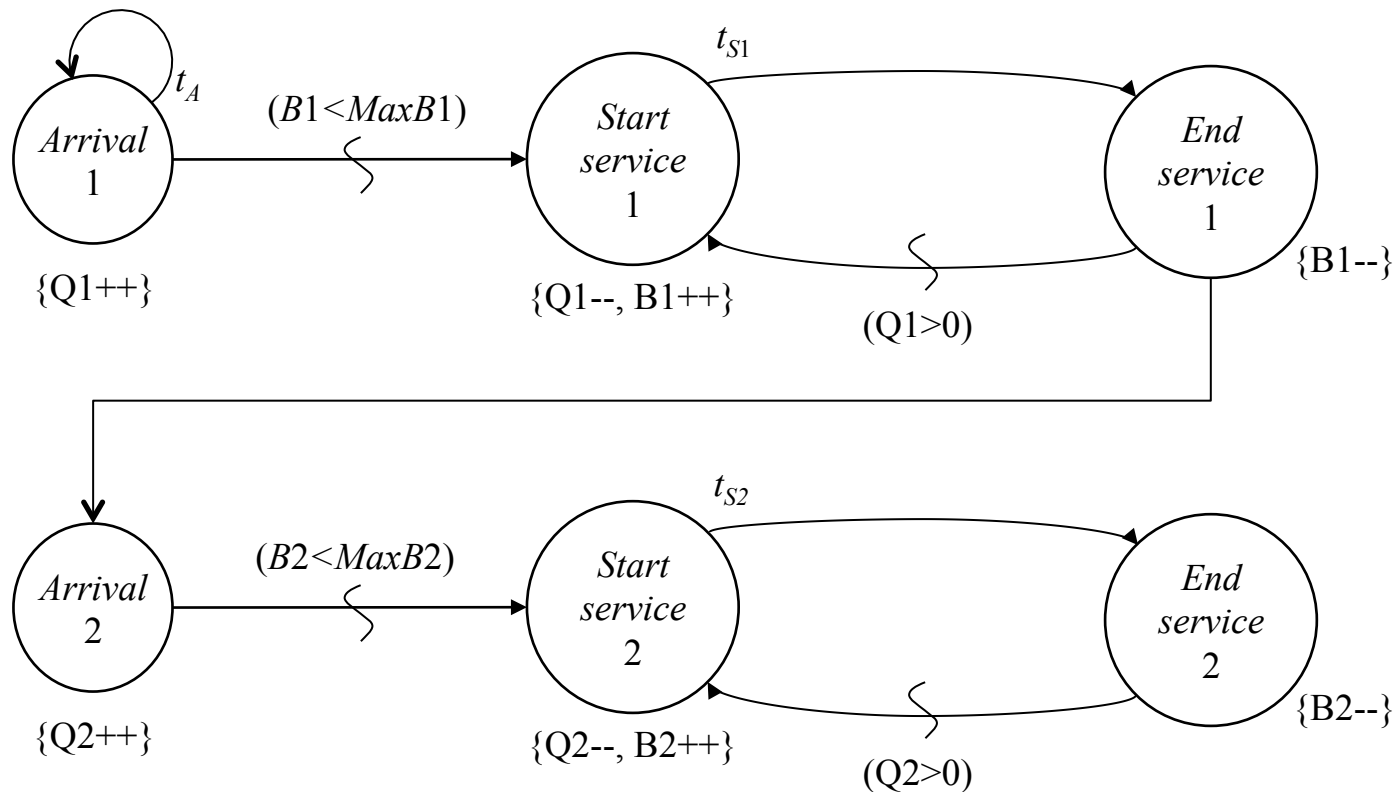 t_A
(B1<MaxB1)
t_S1
Arrival
1
Start
service
1
End
service
1
{Q1++}
{Q1--, B1++}
(Q1>0)
{B1--}
t_S2
(B2<MaxB2)
Arrival
2
Start
service
2
End
service
2
{Q2++}
{Q2--, B2++}
(Q2>0)
{B2--}